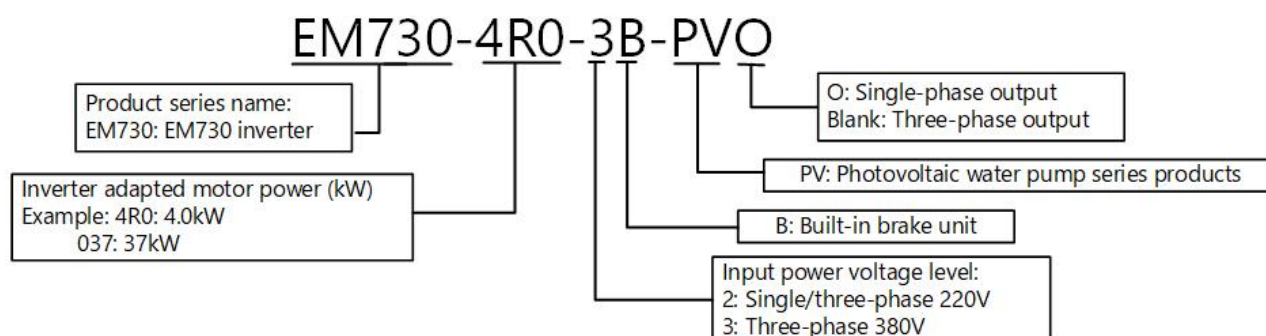 EM730-4R0-3B-PVO
Product series name:
EM730: EM730 inverter
O: Single-phase output
Blank: Three-phase output
PV: Photovoltaic water pump series products
Inverter adapted motor power (kW)
Example: 4R0: 4.0kW
037: 37kW
B: Built-in brake unit
Input power voltage level:
2: Single/three-phase 220V
3: Three-phase 380V